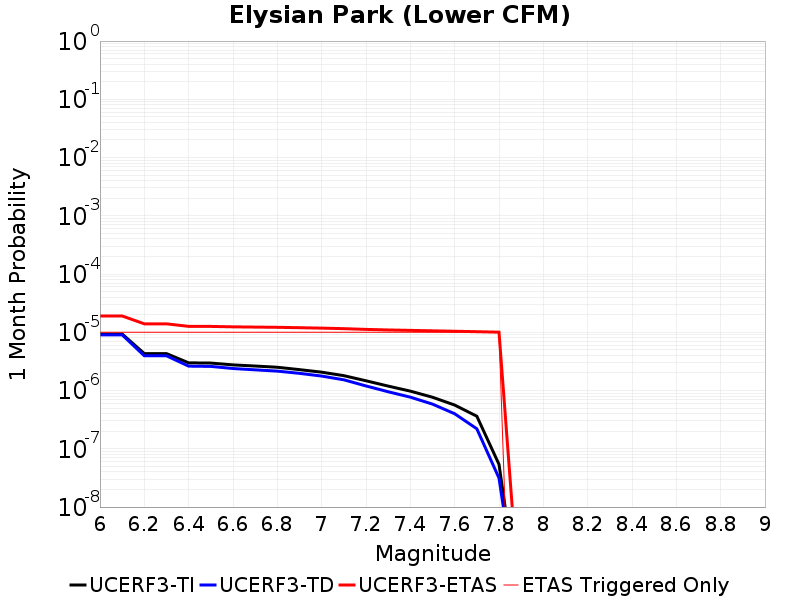 Elysian Park (Lower CFM)
10^0
10^-1
10^-2
10^-3
10^-4
10^-5
10^-6
10^-7
10^-8
1 Month Probability
6 6.2 6.4 6.6 6.8 7 7.2 7.4 7.6 7.8 8 8.2 8.4 8.6 8.8 9
Magnitude
UCERF3-TI UCERF3-TD UCERF3-ETAS ETAS Triggered Only